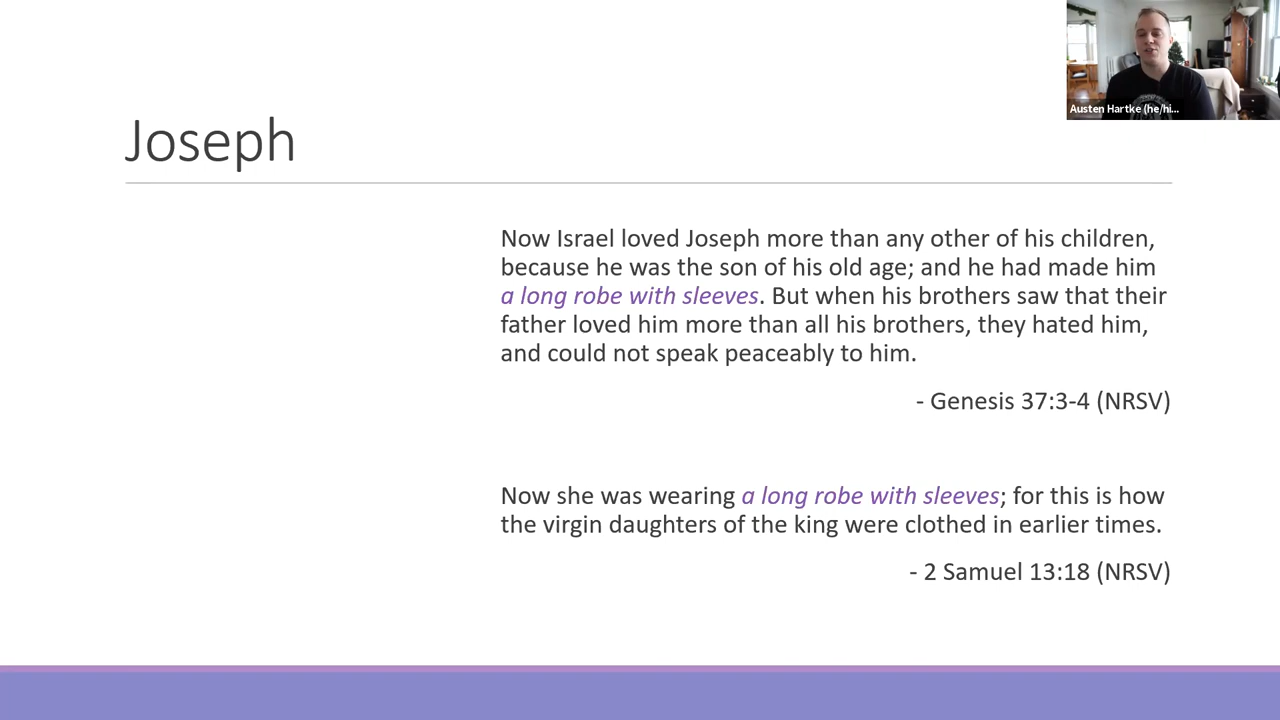 Austen Hartke (he/hi...
Joseph
Now Israel loved Joseph more than any other of his children,
because he was the son of his old age; and he had made him
a long robe with sleeves. But when his brothers saw that their
father loved him more than all his brothers, they hated him,
and could not speak peaceably to him.
- Genesis 37:3-4 (NRSV)
Now she was wearing a long robe with sleeves; for this is how
the virgin daughters of the king were clothed in earlier times.
- 2 Samuel 13:18 (NRSV)